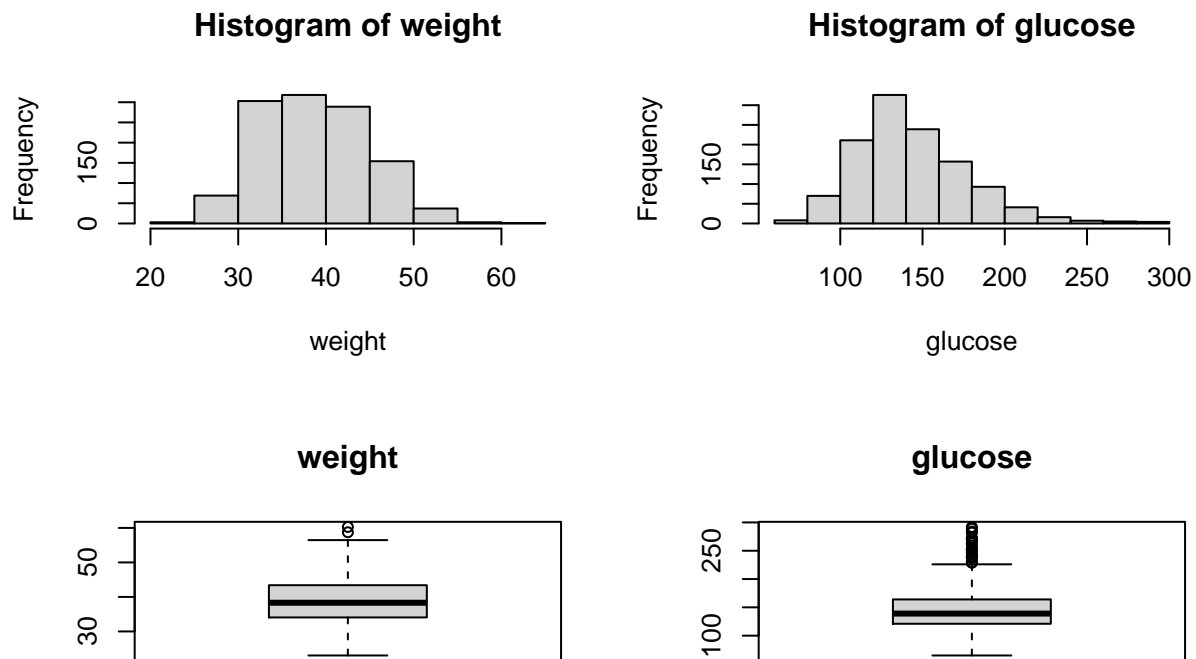 Histogram of weight
Frequency
0
150
20 30 40 50 60
weight
Histogram of glucose
Frequency
0
150
100 150 200 250 300
glucose
weight
30
50
glucose
100
250